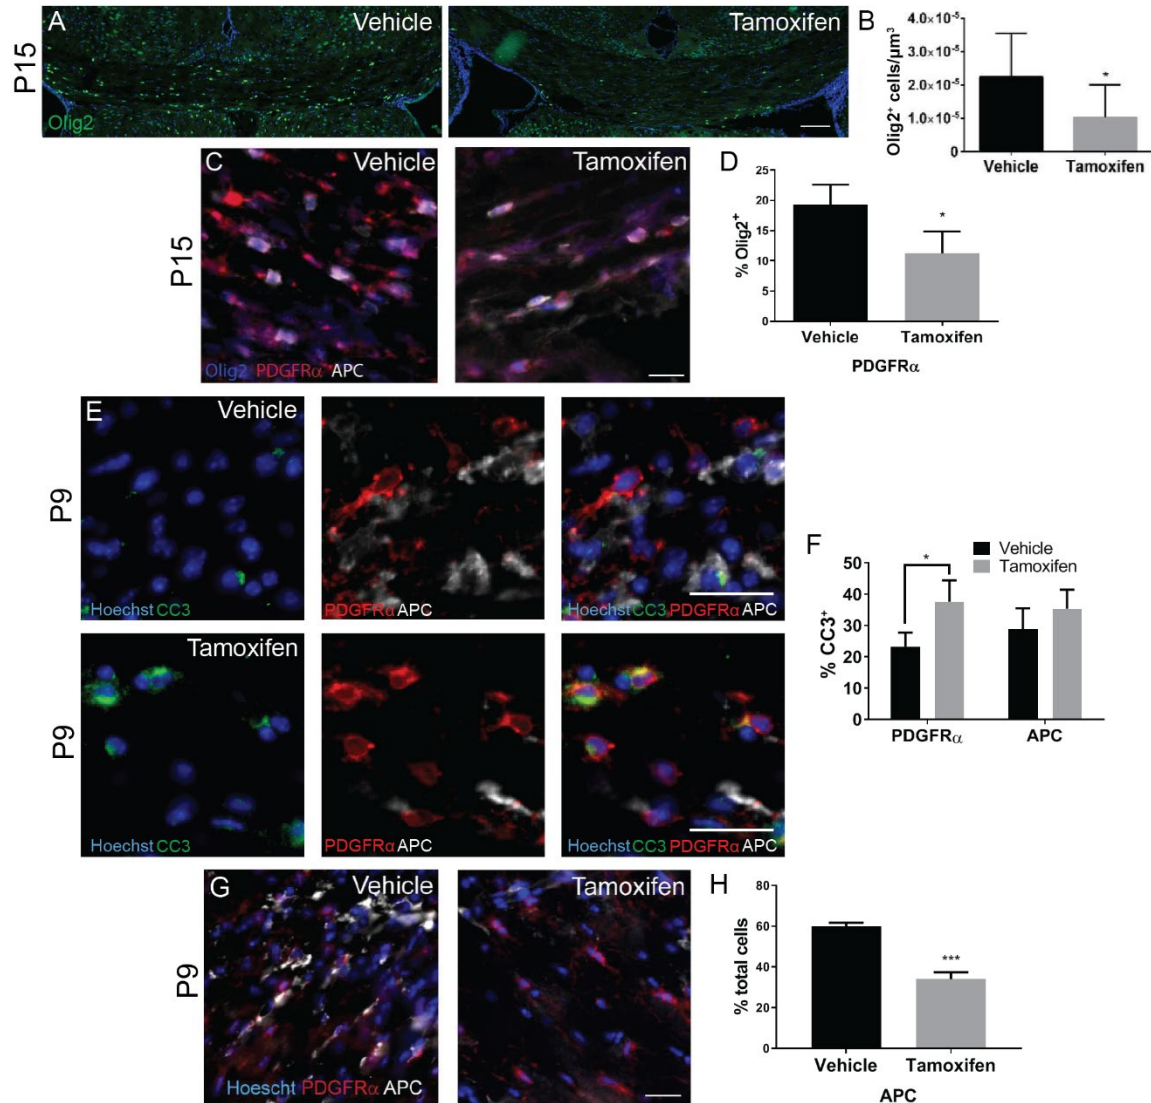 A
Vehicle
Tamoxifen
P15
Olig2
B
Olig2⁺ cells/µm³
4.0×10⁻⁵
3.0×10⁻⁵
2.0×10⁻⁵
1.0×10⁻⁵
0
*
Vehicle
Tamoxifen
C
Vehicle
Tamoxifen
P15
Olig2 PDGFRα APC
D
% Olig2⁺
25
20
15
10
5
0
*
Vehicle
Tamoxifen
PDGFRα
E
Vehicle
P9
Hoechst CC3
PDGFRα APC
Hoechst CC3 PDGFRα APC
Tamoxifen
P9
Hoechst CC3
PDGFRα APC
Hoechst CC3 PDGFRα APC
F
Vehicle
Tamoxifen
% CC3⁺
50
40
30
20
10
0
*
PDGFRα
APC
G
Vehicle
Tamoxifen
P9
Hoescht PDGFRα APC
H
% total cells
80
60
40
20
0
***
Vehicle
Tamoxifen
APC